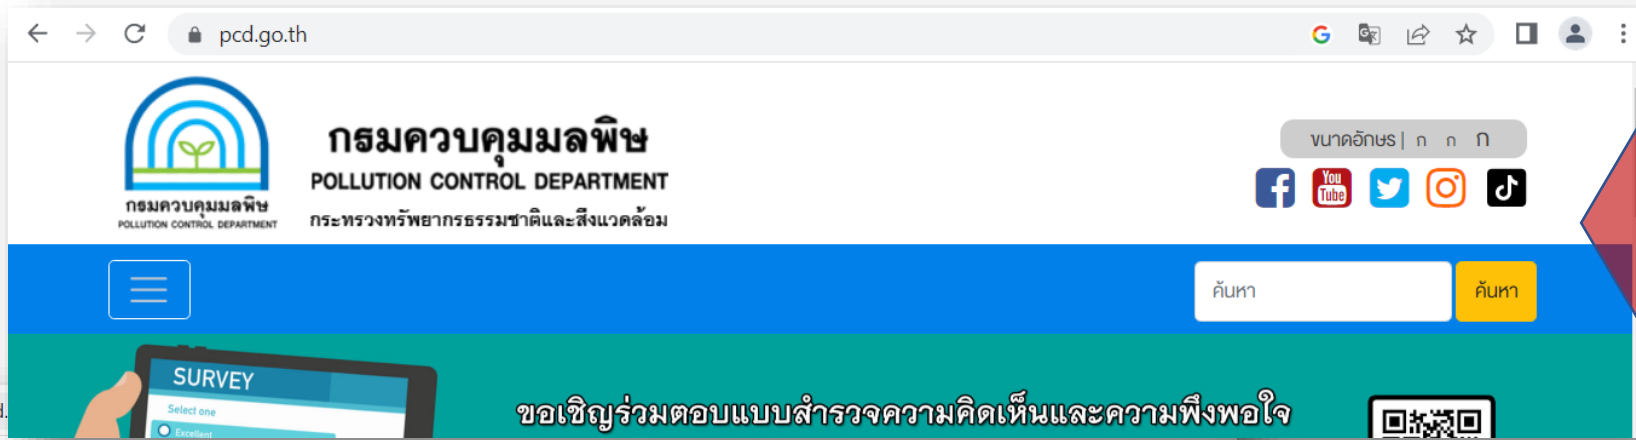 pcd.go.th
กรมควบคุมมลพิษ
POLLUTION CONTROL DEPARTMENT
กระทรวงทรัพยากรธรรมชาติและสิ่งแวดล้อม
กรมควบคุมมลพิษ
POLLUTION CONTROL DEPARTMENT
ขนาดอักษร | ก ก ก
You
Tube
ค้นหา
ค้นหา
SURVEY
Select one
Excellent
ขอเชิญร่วมตอบแบบสำรวจความคิดเห็นและความพึงพอใจ